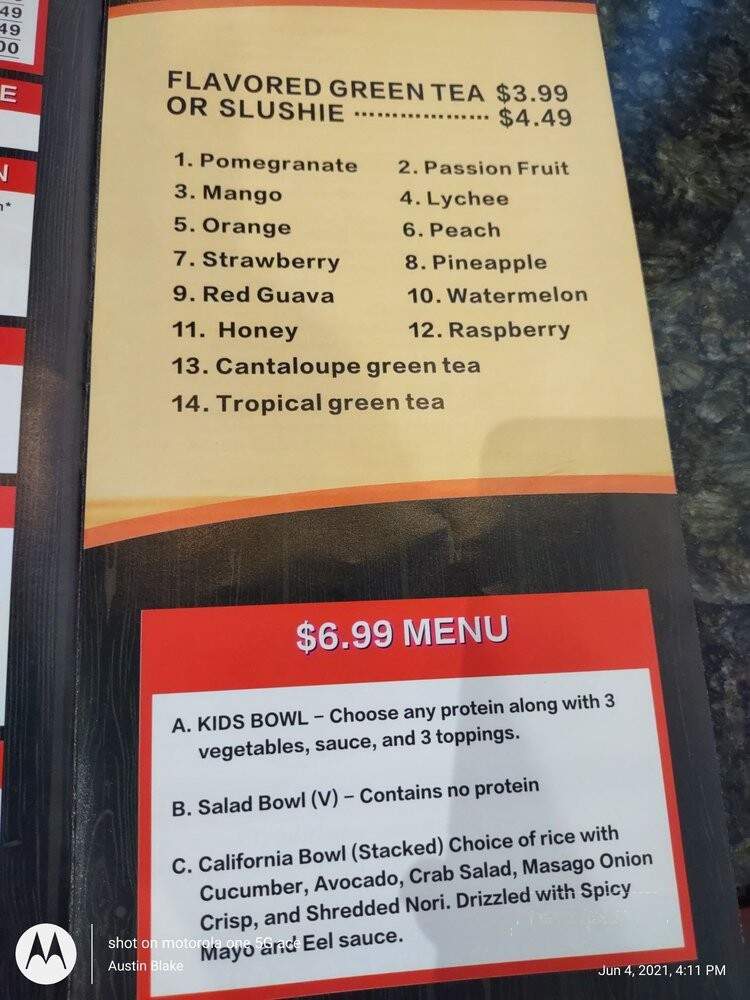 49
49
00
E
N
n*
FLAVORED GREEN TEA $3.99
OR SLUSHIE ................... $4.49
1. Pomegranate 2. Passion Fruit
3. Mango 4. Lychee
5. Orange 6. Peach
7. Strawberry 8. Pineapple
9. Red Guava 10. Watermelon
11. Honey 12. Raspberry
13. Cantaloupe green tea
14. Tropical green tea
$6.99 MENU
A. KIDS BOWL – Choose any protein along with 3
vegetables, sauce, and 3 toppings.
B. Salad Bowl (V) – Contains no protein
C. California Bowl (Stacked) Choice of rice with
Cucumber, Avocado, Crab Salad, Masago Onion
Crisp, and Shredded Nori. Drizzled with Spicy
Mayo and Eel sauce.
shot on motorola one 5G ace
Austin Blake
Jun 4, 2021, 4:11 PM